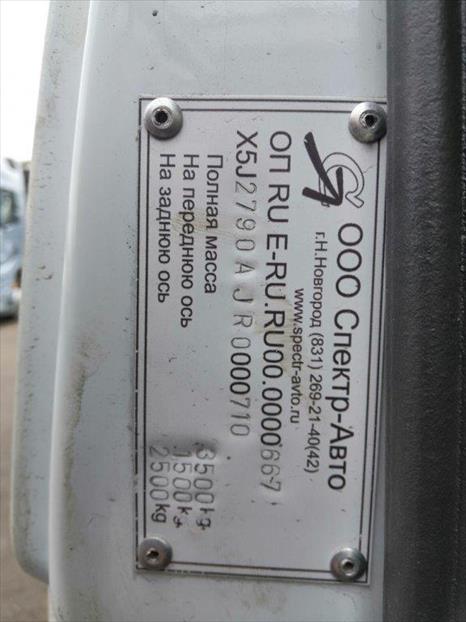 ООО Спектр-Авто
г.Н.Новгород (831) 269-21-40(42)
www.spectr-avto.ru
ОП RU E-RU.RU00.0000667
X5J2790AJR0000710
Полная масса 3500kg
На переднюю ось 1500kg
На заднюю ось 2500kg